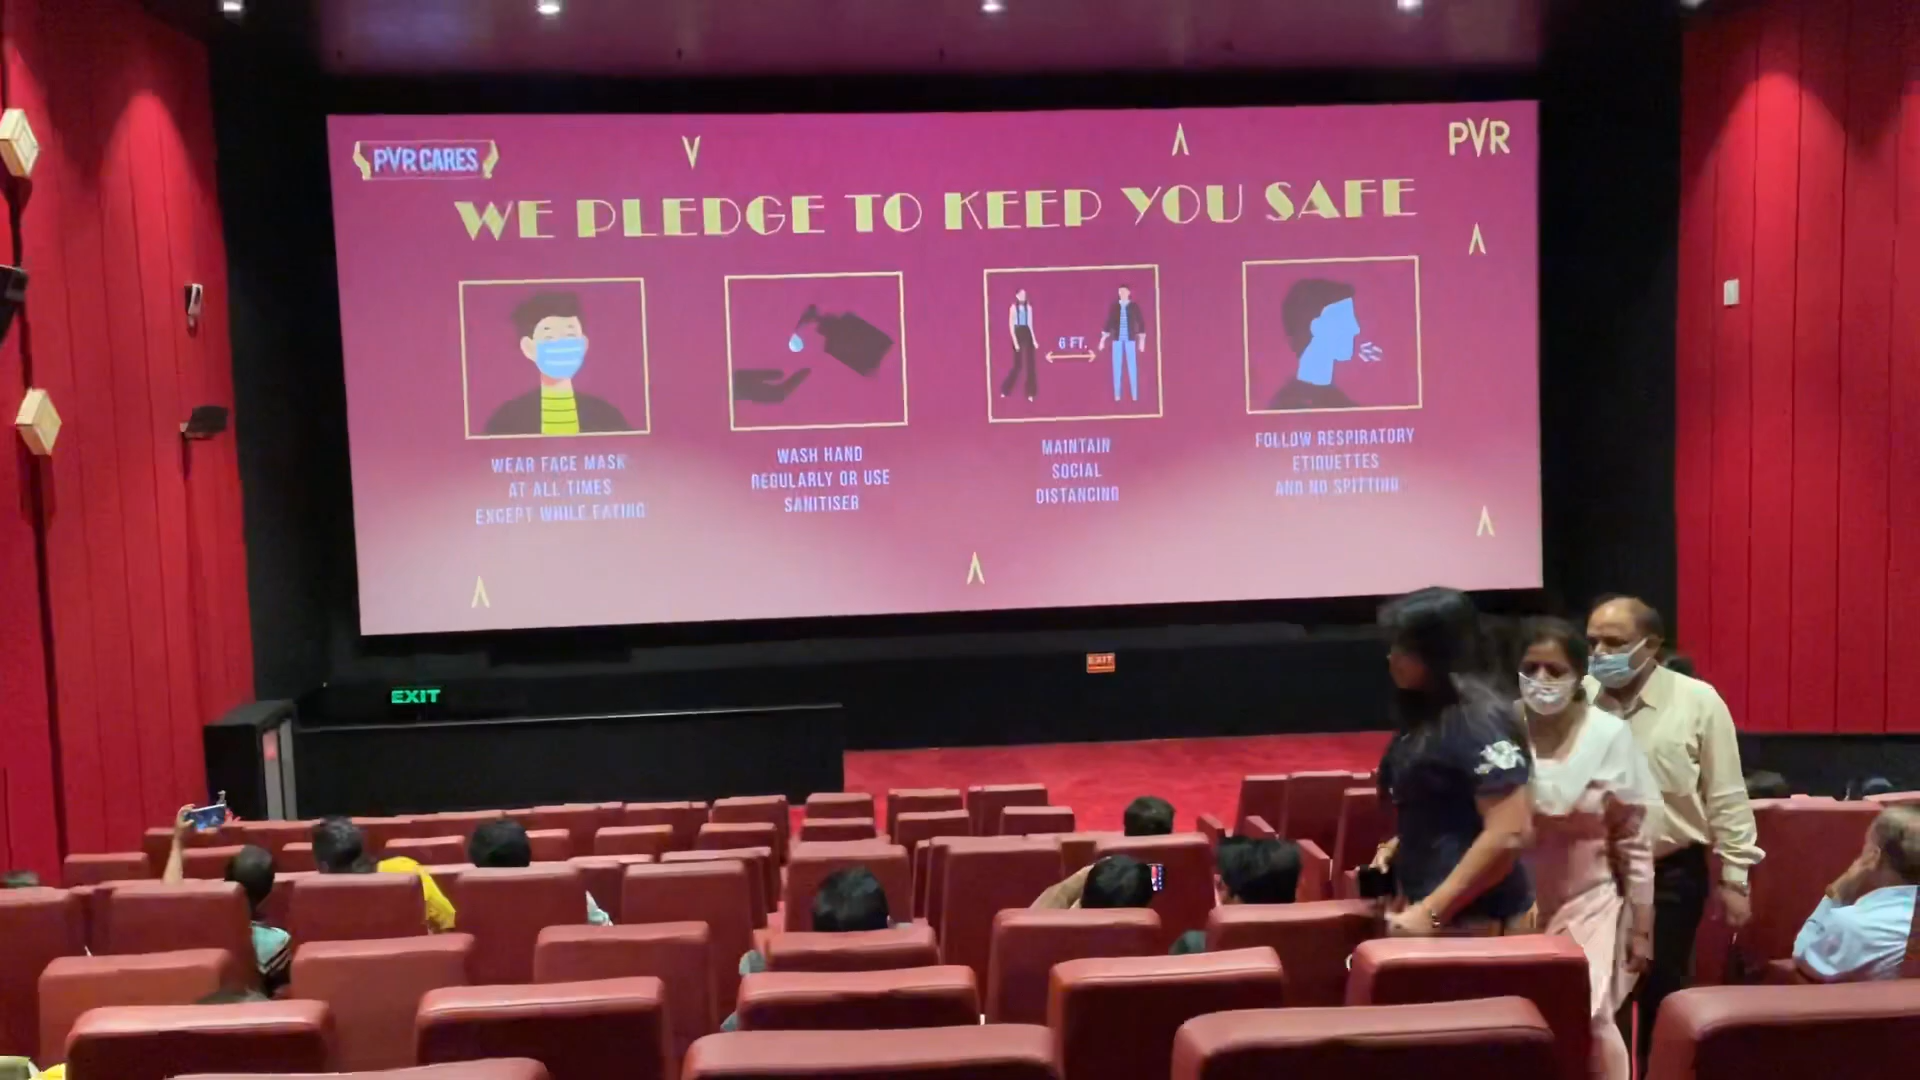 PVR CARES
PVR
WE PLEDGE TO KEEP YOU SAFE
6 FT.
WEAR FACE MASK
AT ALL TIMES
EXCEPT WHILE EATING
WASH HAND
REGULARLY OR USE
SANITISER
MAINTAIN
SOCIAL
DISTANCING
FOLLOW RESPIRATORY
ETIQUETTES
AND NO SPITTING
EXIT
EXIT